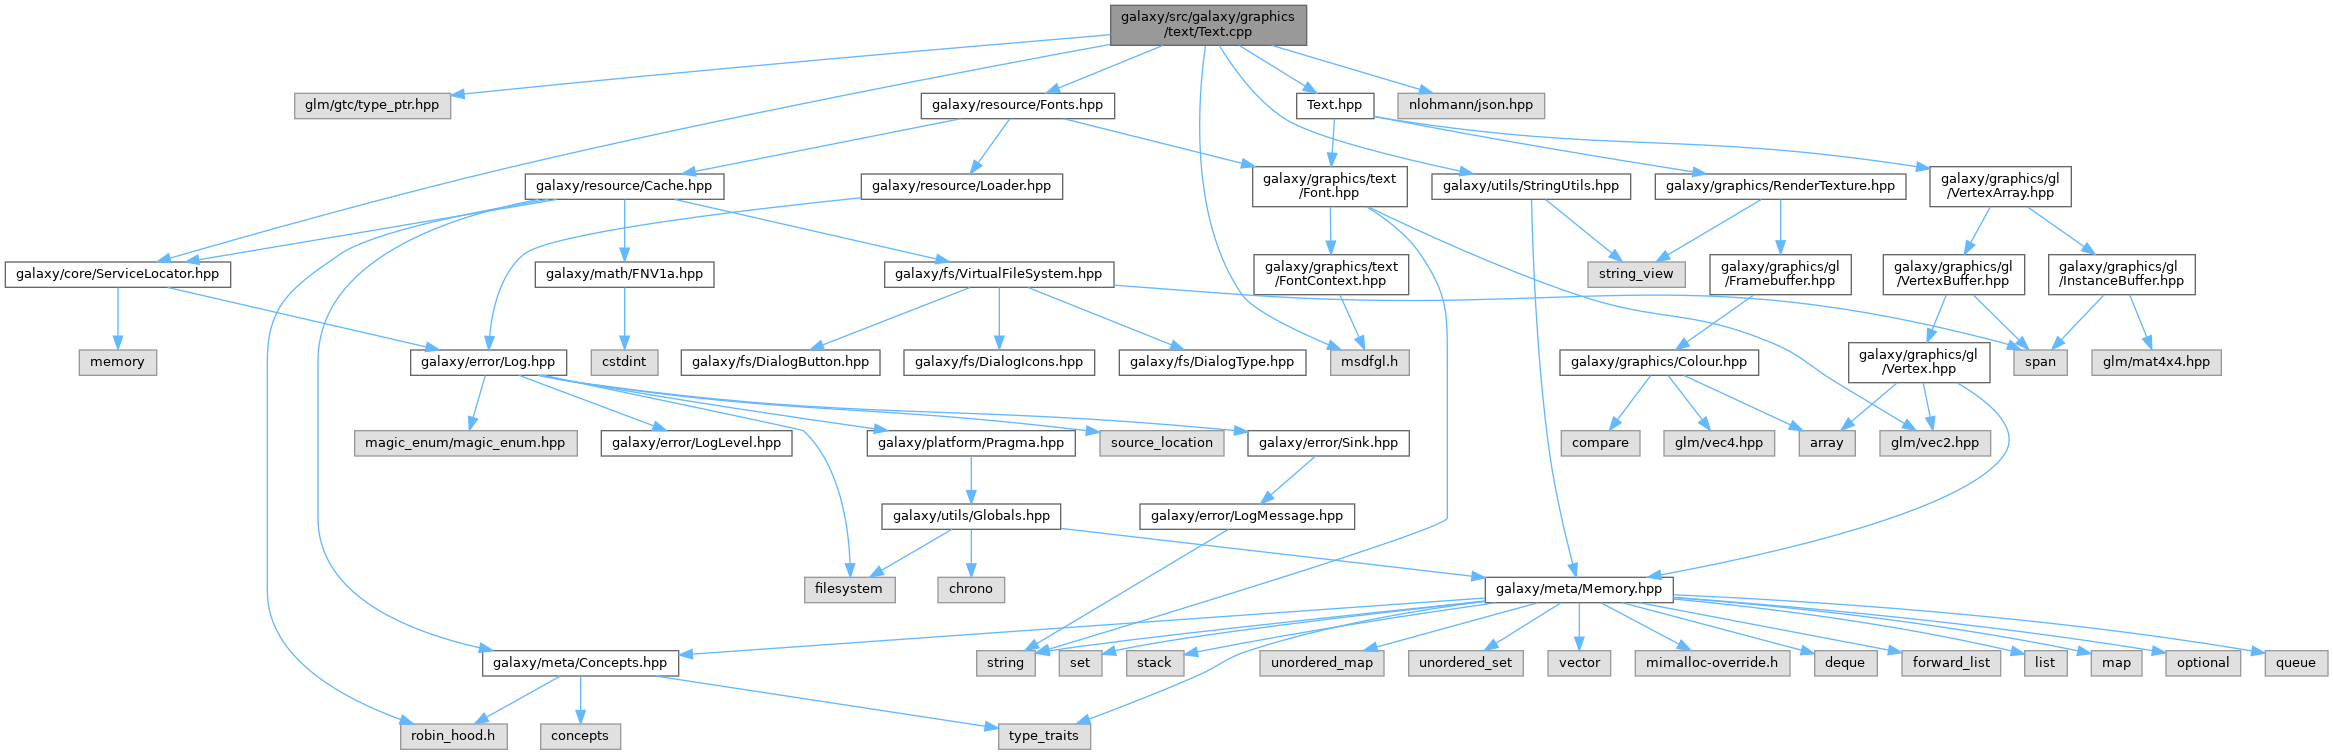 galaxy/src/galaxy/graphics
/text/Text.cpp
glm/gtc/type_ptr.hpp
galaxy/resource/Fonts.hpp
Text.hpp
nlohmann/json.hpp
galaxy/resource/Cache.hpp
galaxy/resource/Loader.hpp
galaxy/graphics/text
/Font.hpp
galaxy/utils/StringUtils.hpp
galaxy/graphics/RenderTexture.hpp
galaxy/graphics/gl
/VertexArray.hpp
galaxy/core/ServiceLocator.hpp
galaxy/math/FNV1a.hpp
galaxy/fs/VirtualFileSystem.hpp
galaxy/graphics/text
/FontContext.hpp
string_view
galaxy/graphics/gl
/Framebuffer.hpp
galaxy/graphics/gl
/VertexBuffer.hpp
galaxy/graphics/gl
/InstanceBuffer.hpp
memory
galaxy/error/Log.hpp
cstdint
galaxy/fs/DialogButton.hpp
galaxy/fs/DialogIcons.hpp
galaxy/fs/DialogType.hpp
msdfgl.h
galaxy/graphics/Colour.hpp
galaxy/graphics/gl
/Vertex.hpp
span
glm/mat4x4.hpp
magic_enum/magic_enum.hpp
galaxy/error/LogLevel.hpp
galaxy/platform/Pragma.hpp
source_location
galaxy/error/Sink.hpp
compare
glm/vec4.hpp
array
glm/vec2.hpp
galaxy/utils/Globals.hpp
galaxy/error/LogMessage.hpp
filesystem
chrono
galaxy/meta/Memory.hpp
galaxy/meta/Concepts.hpp
string
set
stack
unordered_map
unordered_set
vector
mimalloc-override.h
deque
forward_list
list
map
optional
queue
robin_hood.h
concepts
type_traits